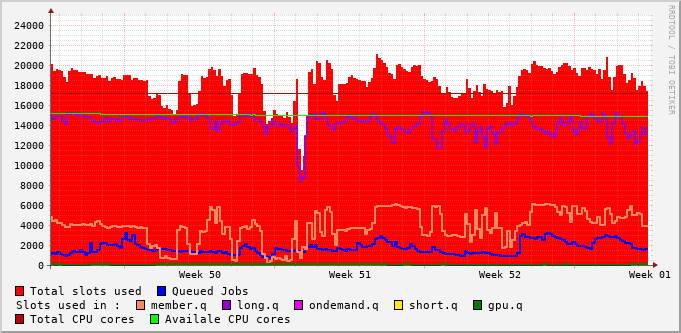 RRDTOOL / TOBI OETIKER
24000
22000
20000
18000
16000
14000
12000
10000
8000
6000
4000
2000
0
Week 50 Week 51 Week 52 Week 01
Total slots used Queued Jobs
Slots used in : member.q long.q ondemand.q short.q gpu.q
Total CPU cores Availale CPU cores